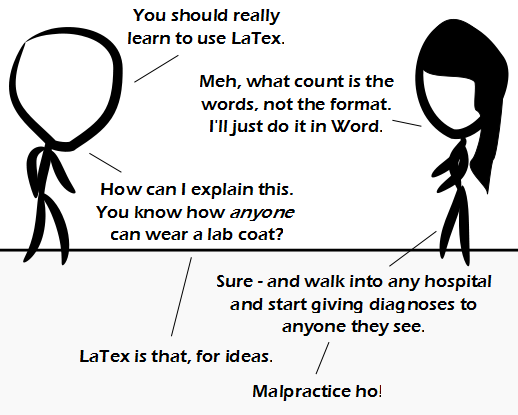 You should really
learn to use LaTex.
Meh, what count is the
words, not the format.
I'll just do it in Word.
How can I explain this.
You know how anyone
can wear a lab coat?
Sure - and walk into any hospital
and start giving diagnoses to
anyone they see.
LaTex is that, for ideas.
Malpractice ho!